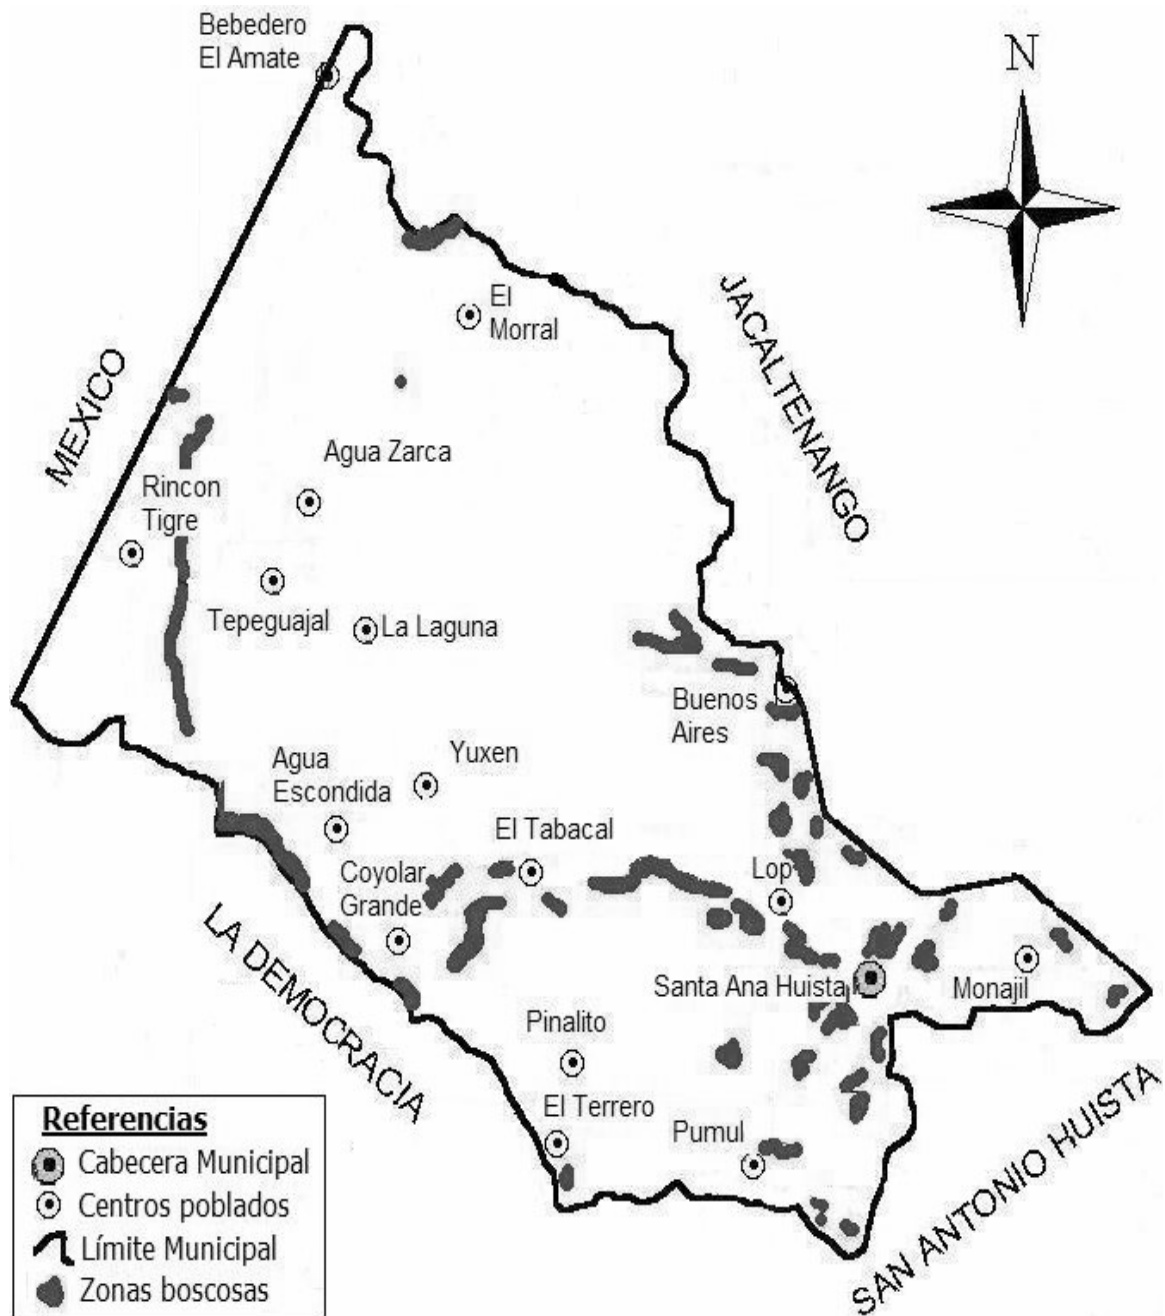 Bebedero
El Amate
N
El
Morral
JACALTENANGO
MEXICO
Agua Zarca
Rincon
Tigre
Tepeguajal
La Laguna
Buenos
Aires
Agua
Escondida
Yuxen
El Tabacal
Coyolar
Grande
Lop
LA DEMOCRACIA
Santa Ana Huista
Monajil
Pinalito
El Terrero
Pumul
SAN ANTONIO HUISTA
Referencias
Cabecera Municipal
Centros poblados
Límite Municipal
Zonas boscosas